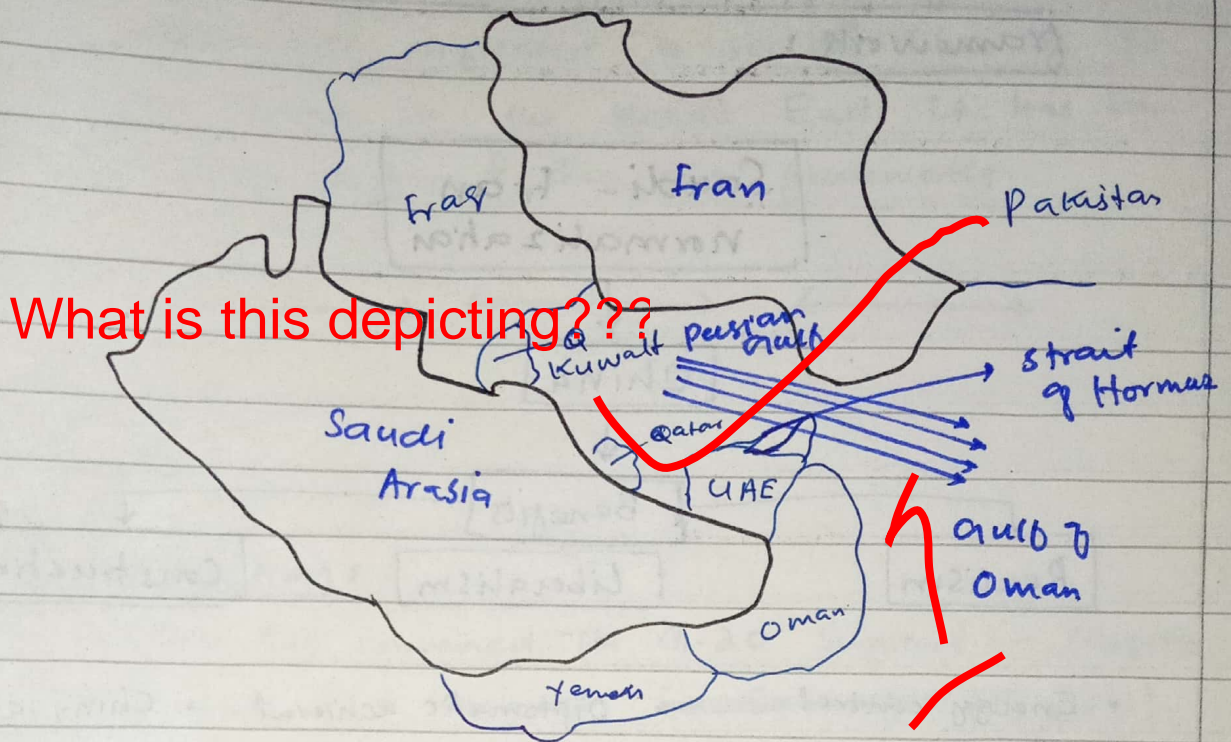 Iraq
Iran
Pakistan
What is this depicting???
Kuwait
Persian
Gulf
Strait
of Hormuz
Saudi
Arasia
Qatar
UAE
Gulf of
Oman
Oman
Yemen